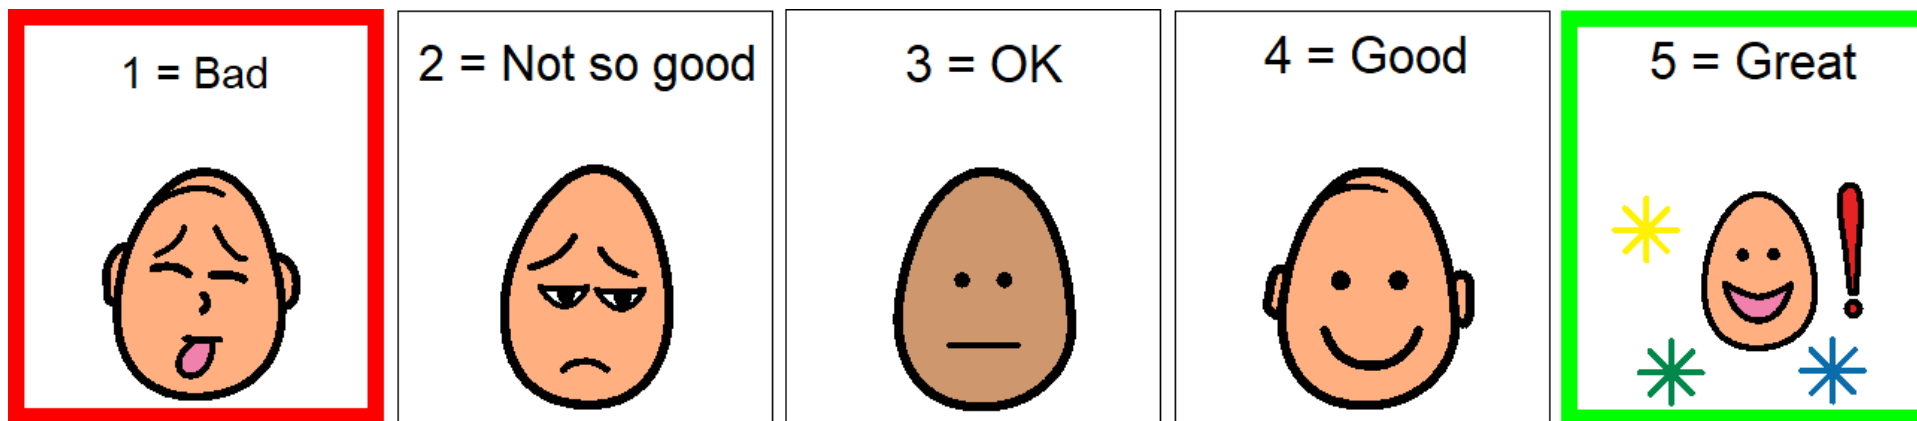 1 = Bad
2 = Not so good
3 = OK
4 = Good
5 = Great
!